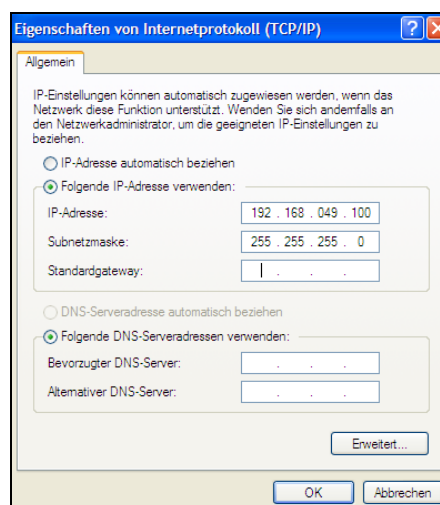 Eigenschaften von Internetprotokoll (TCP/IP)
Allgemein
IP-Einstellungen können automatisch zugewiesen werden, wenn das
Netzwerk diese Funktion unterstützt. Wenden Sie sich andernfalls an
den Netzwerkadministrator, um die geeigneten IP-Einstellungen zu
beziehen.
IP-Adresse automatisch beziehen
Folgende IP-Adresse verwenden:
IP-Adresse: 192 . 168 . 049 . 100
Subnetzmaske: 255 . 255 . 255 . 0
Standardgateway: . . .
DNS-Serveradresse automatisch beziehen
Folgende DNS-Serveradressen verwenden:
Bevorzugter DNS-Server: . . .
Alternativer DNS-Server: . . .
Erweitert...
OK Abbrechen